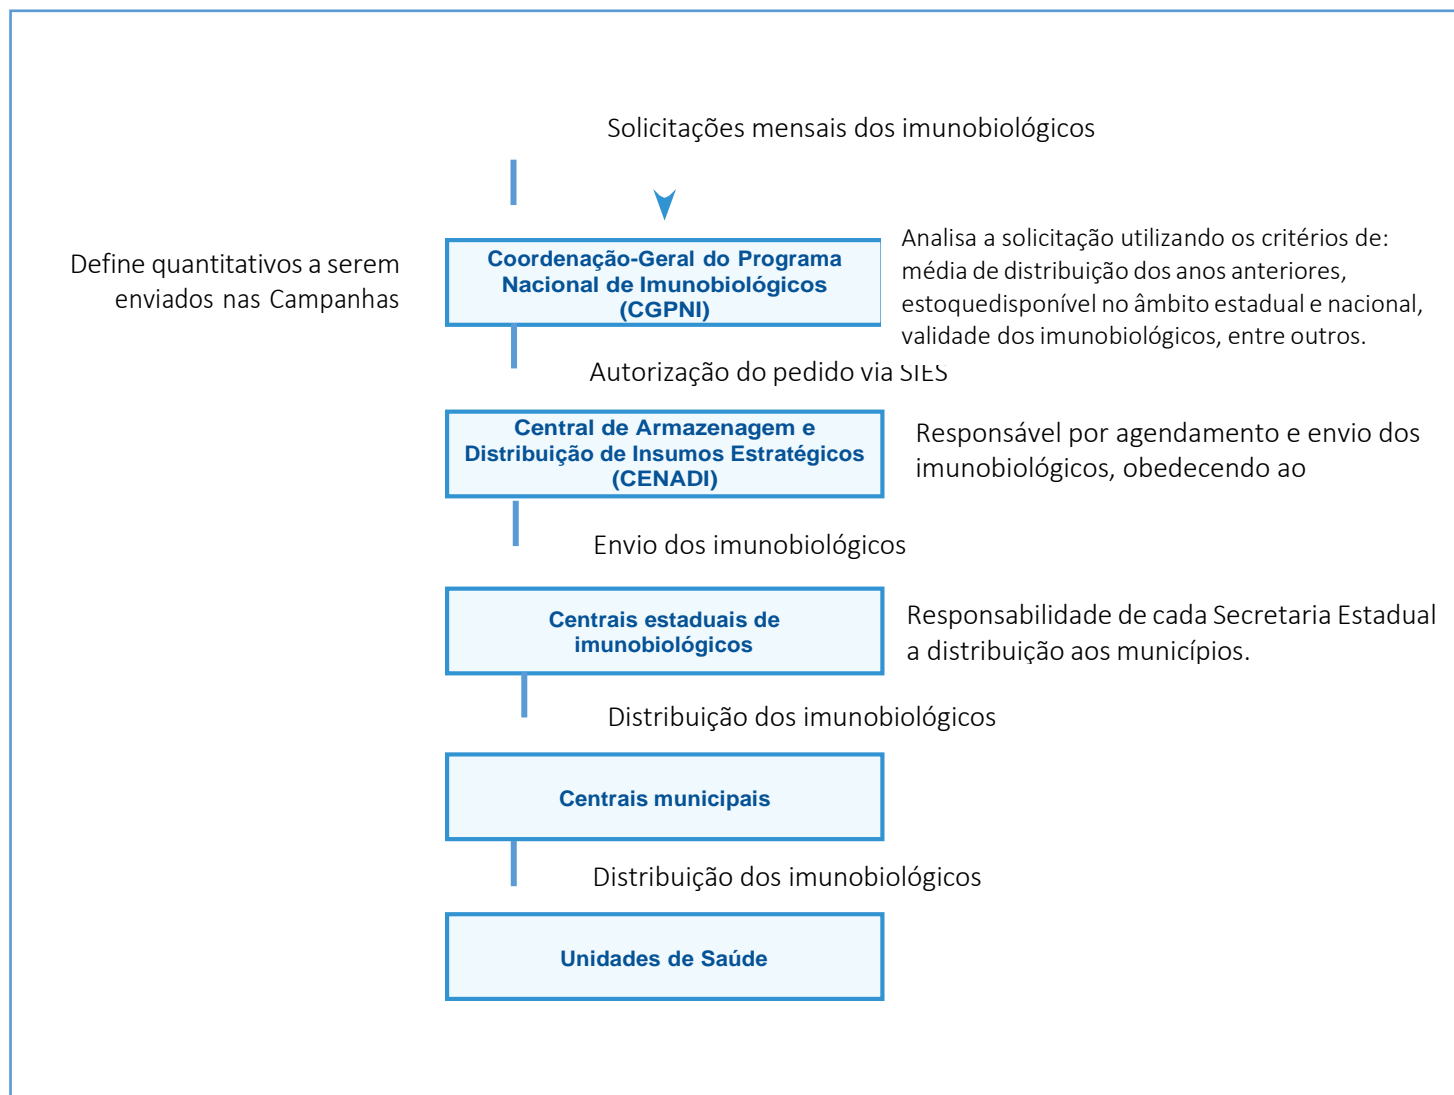 Solicitações mensais dos imunobiológicos
Define quantitativos a serem
enviados nas Campanhas
Coordenação-Geral do Programa
Nacional de Imunobiológicos
(CGPNI)
Analisa a solicitação utilizando os critérios de:
média de distribuição dos anos anteriores,
estoquedisponível no âmbito estadual e nacional,
validade dos imunobiológicos, entre outros.
Autorização do pedido via SIES
Central de Armazenagem e
Distribuição de Insumos Estratégicos
(CENADI)
Responsável por agendamento e envio dos
imunobiológicos, obedecendo ao
Envio dos imunobiológicos
Centrais estaduais de
imunobiológicos
Responsabilidade de cada Secretaria Estadual
a distribuição aos municípios.
Distribuição dos imunobiológicos
Centrais municipais
Distribuição dos imunobiológicos
Unidades de Saúde